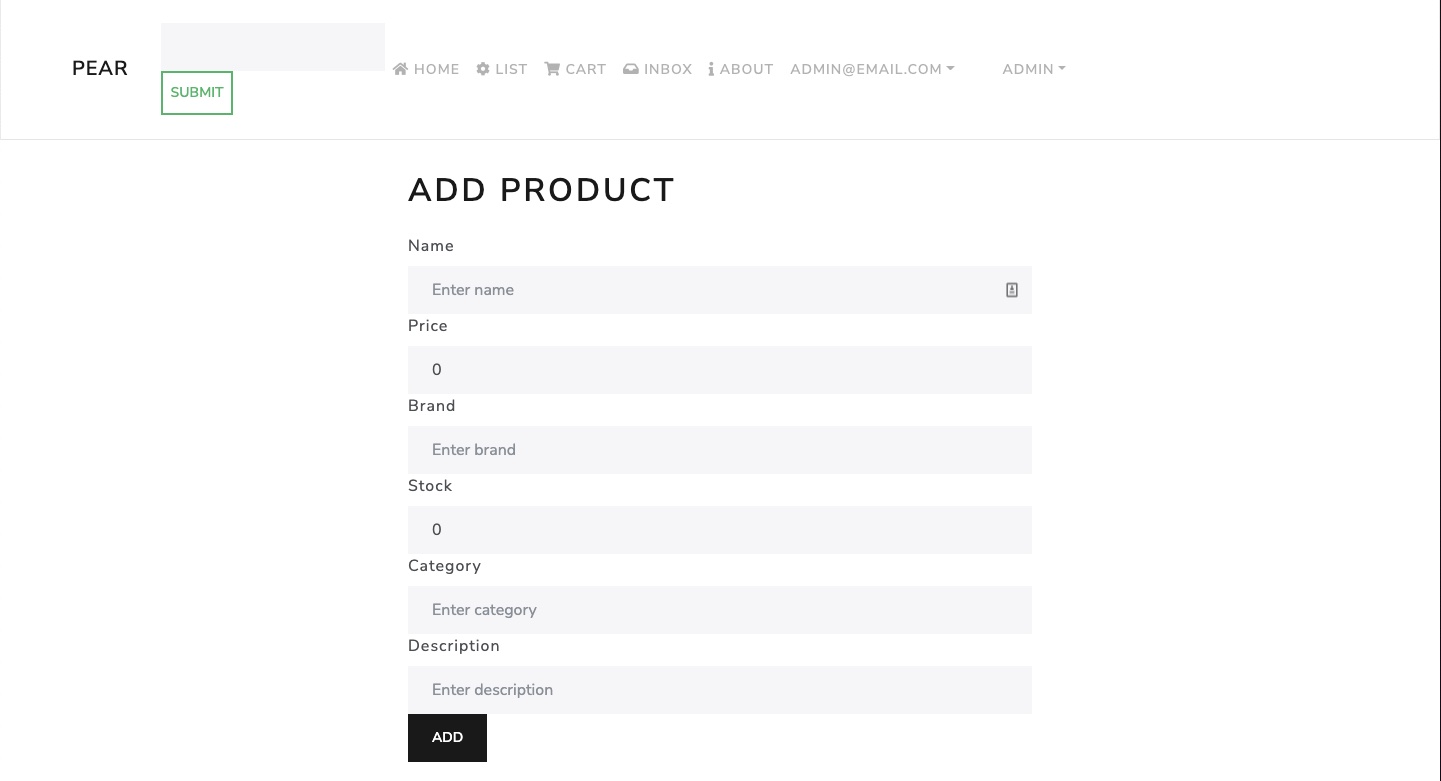 PEAR
SUBMIT
HOME LIST CART INBOX ABOUT ADMIN@EMAIL.COM ADMIN
ADD PRODUCT
Name
Enter name
Price
0
Brand
Enter brand
Stock
0
Category
Enter category
Description
Enter description
ADD